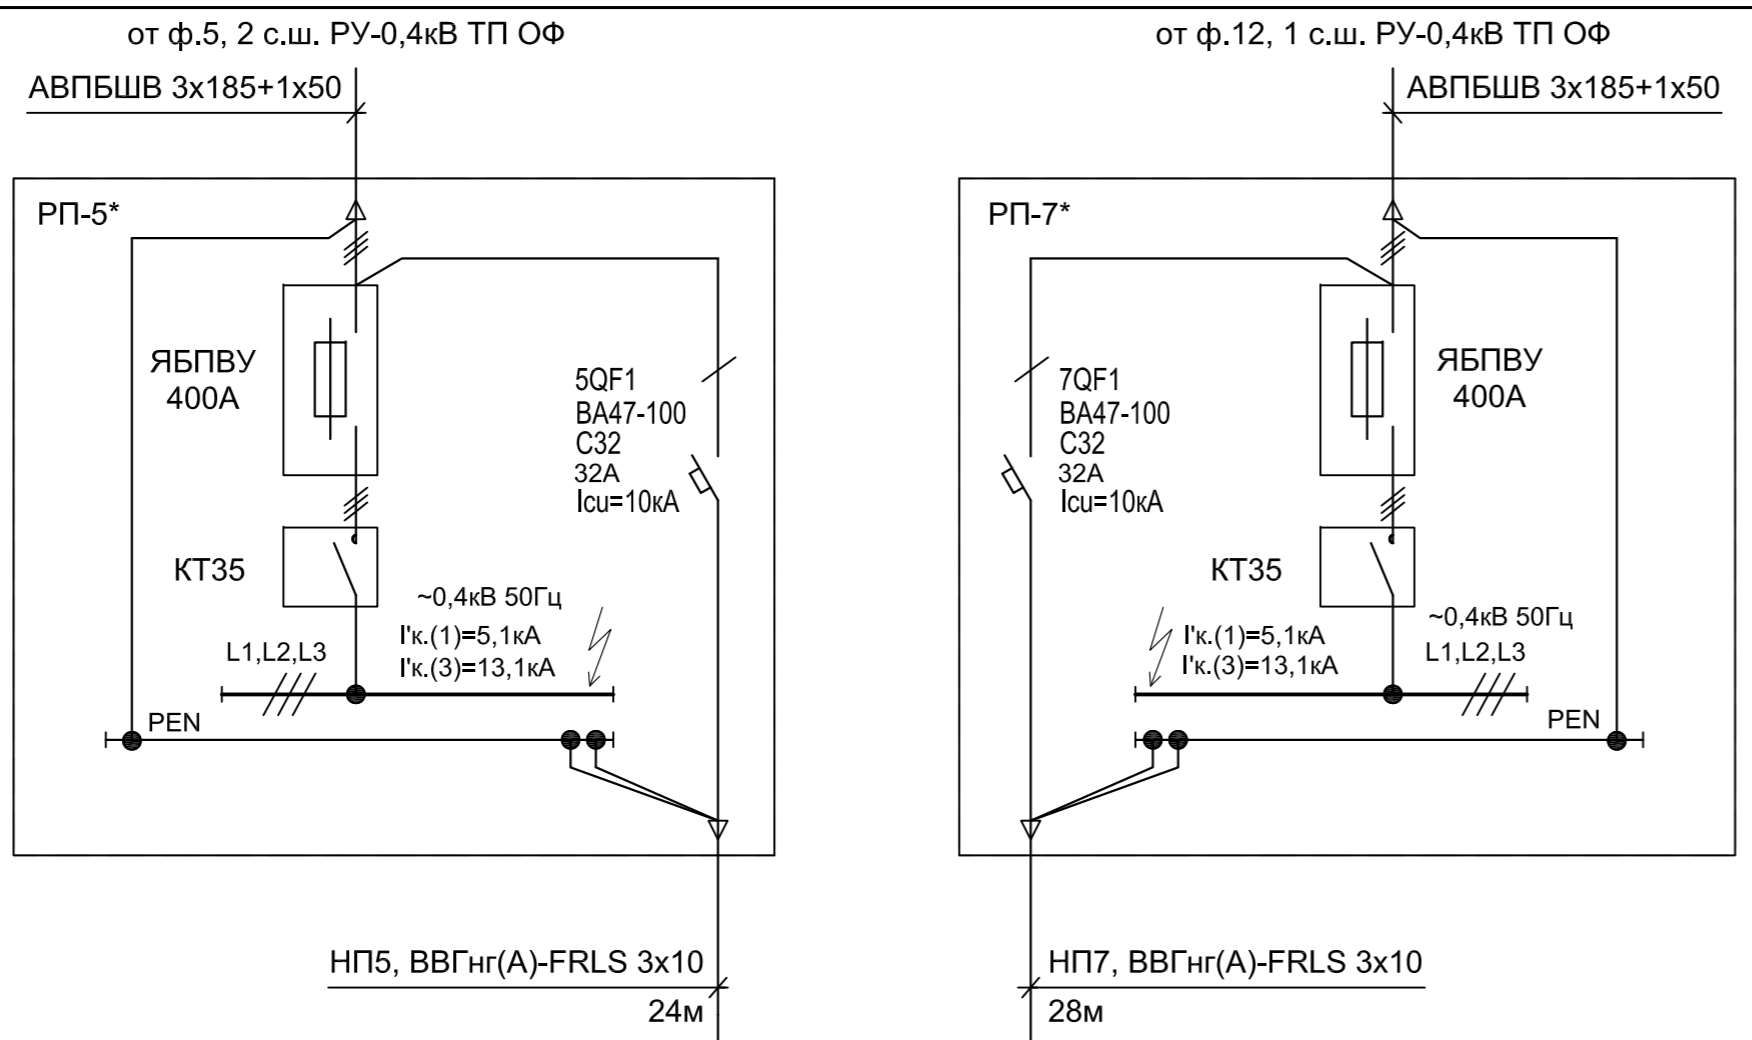 от ф.5, 2 с.ш. РУ-0,4кВ ТП ОФ
АВПБШВ 3х185+1х50
РП-5*
ЯБПВУ
400А
5QF1
ВА47-100
С32
32А
Icu=10кА
КТ35
~0,4кВ 50Гц
I'к.(1)=5,1кА
I'к.(3)=13,1кА
L1,L2,L3
PEN
НП5, ВВГнг(А)-FRLS 3х10
24м
от ф.12, 1 с.ш. РУ-0,4кВ ТП ОФ
АВПБШВ 3х185+1х50
РП-7*
ЯБПВУ
400А
7QF1
ВА47-100
С32
32А
Icu=10кА
КТ35
~0,4кВ 50Гц
I'к.(1)=5,1кА
I'к.(3)=13,1кА
L1,L2,L3
PEN
НП7, ВВГнг(А)-FRLS 3х10
28м